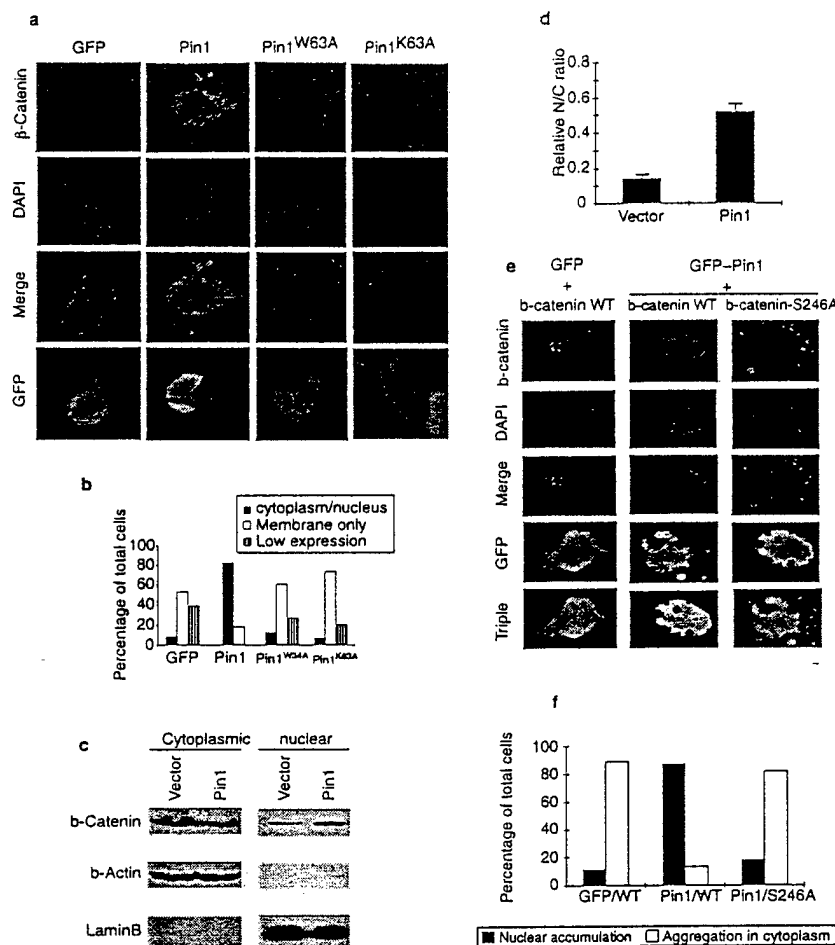 a
GFP Pin1 Pin1W63A Pin1K63A
β-Catenin
DAPI
Merge
GFP
b
cytoplasm/nucleus
Membrane only
Low expression
Percentage of total cells
100
80
60
40
20
0
GFP Pin1 Pin1W34A Pin1K63A
c
Cytoplasmic nuclear
Vector Pin1 Vector Pin1
b-Catenin
b-Actin
LaminB
d
Relative N/C ratio
0.8
0.6
0.4
0.2
0
Vector Pin1
e
GFP GFP–Pin1
+ +
b-catenin WT b-catenin WT b-catenin-S246A
b-catenin
DAPI
Merge
GFP
Triple
f
Percentage of total cells
100
80
60
40
20
0
GFP/WT Pin1/WT Pin1/S246A
Nuclear accumulation Aggregation in cytoplasm